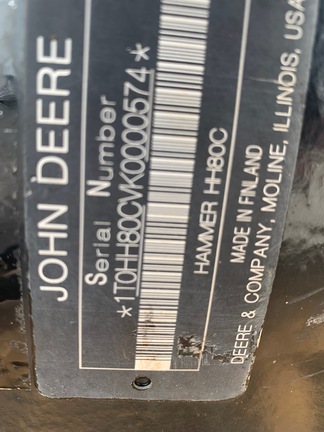 JOHN DEERE
Serial Number
*1T0HH80CVK0000574*
HAMMER HH80C
MADE IN FINLAND
DEERE & COMPANY, MOLINE, ILLINOIS, USA